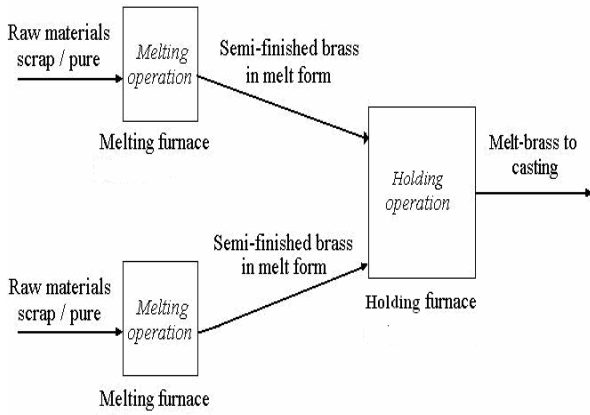 Raw materials
scrap / pure
Melting
operation
Melting furnace
Semi-finished brass
in melt form
Holding
operation
Holding furnace
Melt-brass to
casting
Raw materials
scrap / pure
Melting
operation
Melting furnace
Semi-finished brass
in melt form